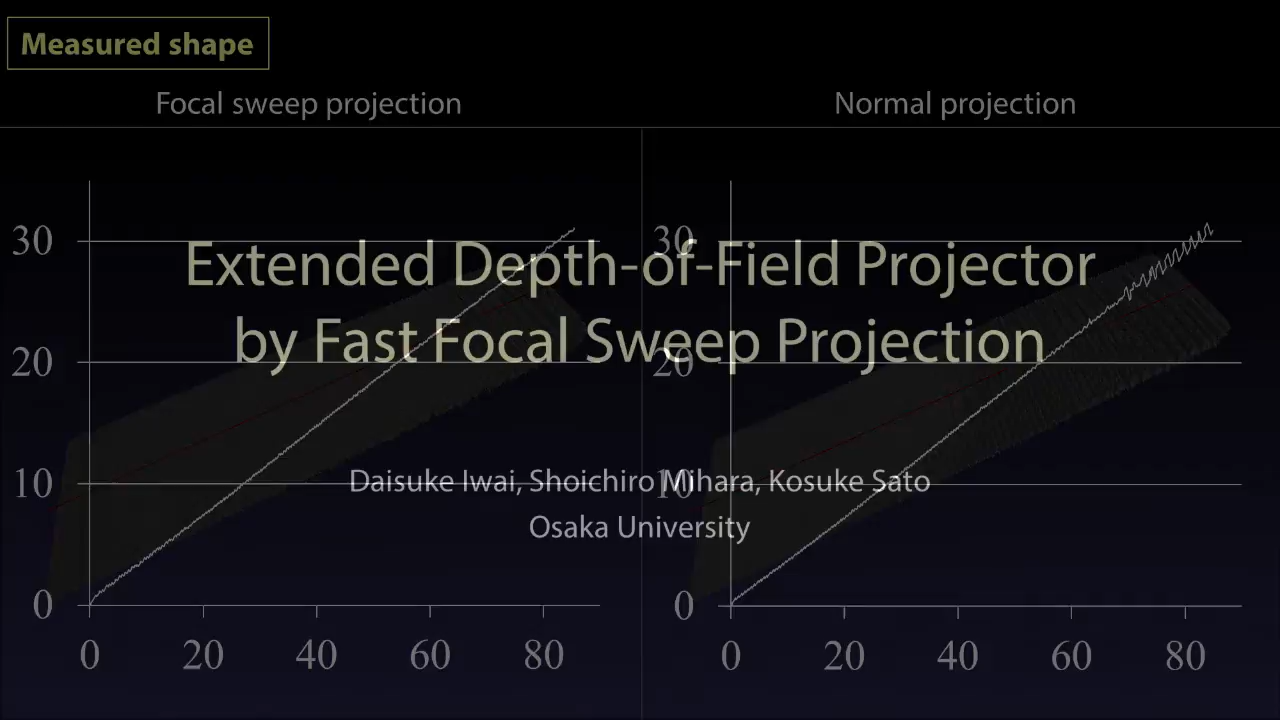 Measured shape
Focal sweep projection
Normal projection
Extended Depth-of-Field Projector
by Fast Focal Sweep Projection
Daisuke Iwai, Shoichiro Mihara, Kosuke Sato
Osaka University
30
20
10
0
0 20 40 60 80
30
20
10
0
0 20 40 60 80